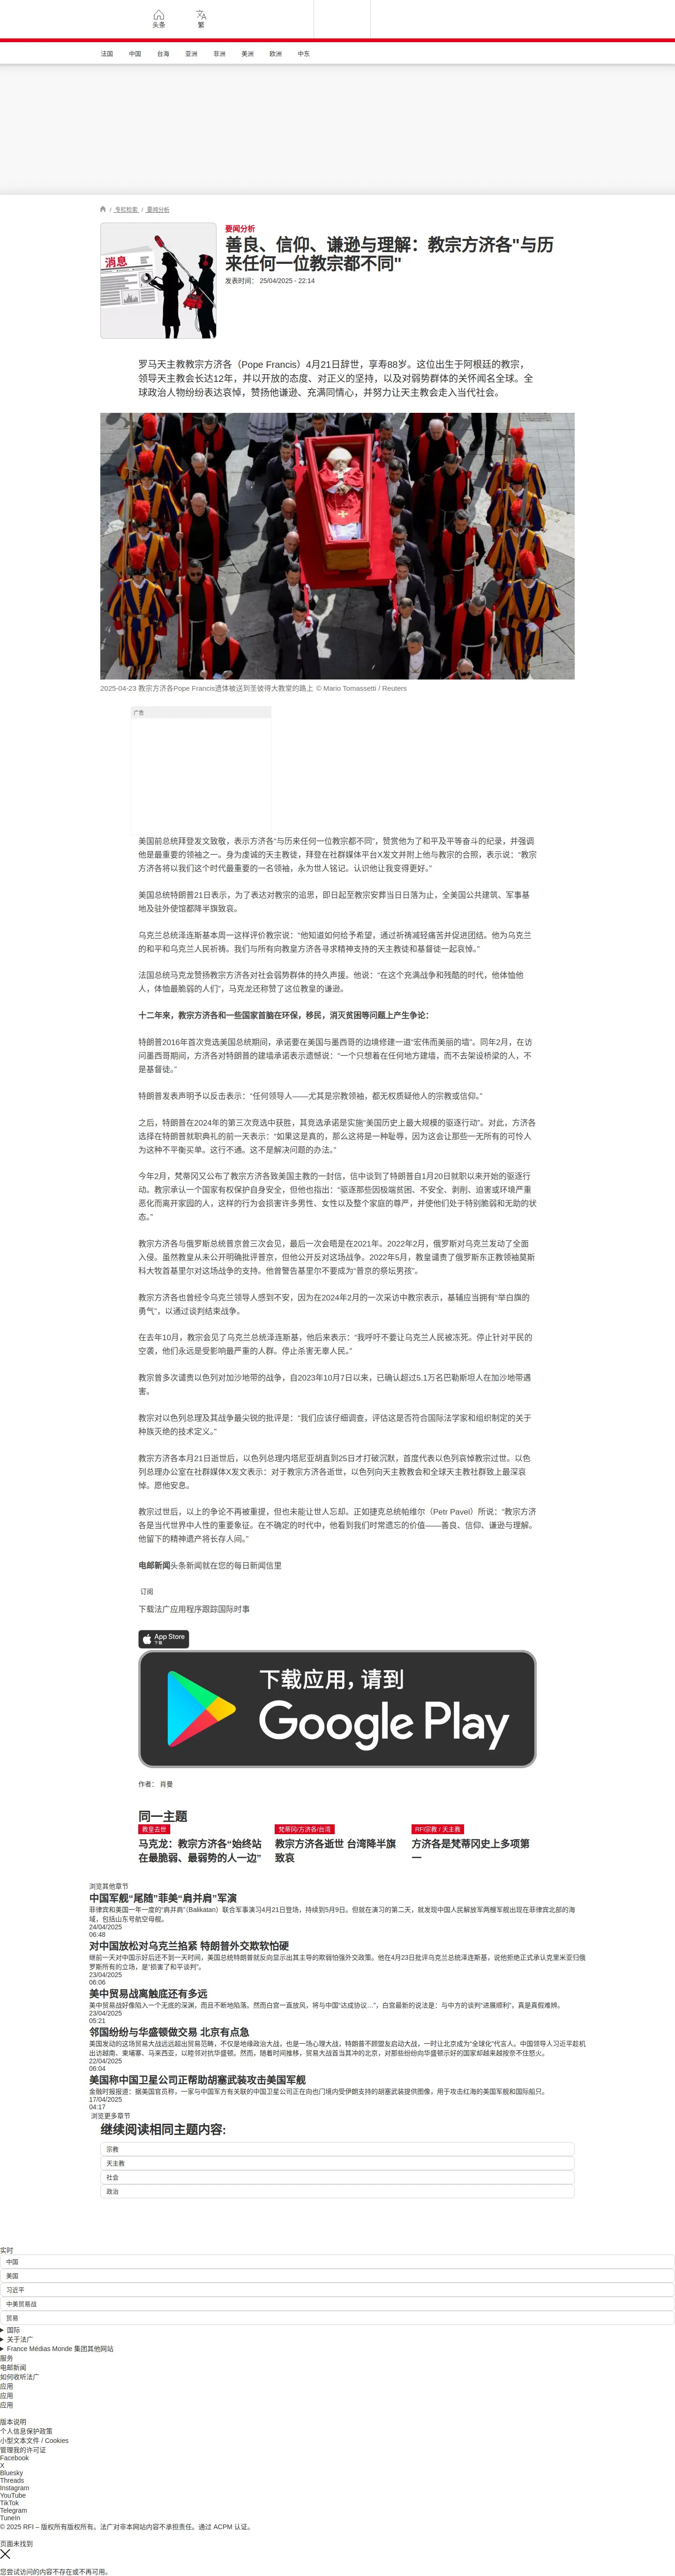 头条
繁
法国
中国
台海
亚洲
非洲
美洲
欧洲
中东
/ 专栏检索 / 要闻分析
消息
要闻分析
善良、信仰、谦逊与理解：教宗方济各"与历
来任何一位教宗都不同"
发表时间： 25/04/2025 - 22:14
罗马天主教教宗方济各（Pope Francis）4月21日辞世，享寿88岁。这位出生于阿根廷的教宗，
领导天主教会长达12年，并以开放的态度、对正义的坚持，以及对弱势群体的关怀闻名全球。全
球政治人物纷纷表达哀悼，赞扬他谦逊、充满同情心，并努力让天主教会走入当代社会。
2025-04-23 教宗方济各Pope Francis遗体被送到圣彼得大教堂的路上 © Mario Tomassetti / Reuters
广告
美国前总统拜登发文致敬，表示方济各“与历来任何一位教宗都不同”，赞赏他为了和平及平等奋斗的纪录，并强调
他是最重要的领袖之一。身为虔诚的天主教徒，拜登在社群媒体平台X发文并附上他与教宗的合照，表示说：“教宗
方济各将以我们这个时代最重要的一名领袖，永为世人铭记。认识他让我变得更好。”
美国总统特朗普21日表示，为了表达对教宗的追思，即日起至教宗安葬当日日落为止，全美国公共建筑、军事基
地及驻外使馆都降半旗致哀。
乌克兰总统泽连斯基本周一这样评价教宗说：“他知道如何给予希望，通过祈祷减轻痛苦并促进团结。他为乌克兰
的和平和乌克兰人民祈祷。我们与所有向教皇方济各寻求精神支持的天主教徒和基督徒一起哀悼。”
法国总统马克龙赞扬教宗方济各对社会弱势群体的持久声援。他说：“在这个充满战争和残酷的时代，他体恤他
人，体恤最脆弱的人们”，马克龙还称赞了这位教皇的谦逊。
十二年来，教宗方济各和一些国家首脑在环保，移民，消灭贫困等问题上产生争论：
特朗普2016年首次竞选美国总统期间，承诺要在美国与墨西哥的边境修建一道“宏伟而美丽的墙”。同年2月，在访
问墨西哥期间，方济各对特朗普的建墙承诺表示遗憾说：“一个只想着在任何地方建墙，而不去架设桥梁的人，不
是基督徒。”
特朗普发表声明予以反击表示：“任何领导人——尤其是宗教领袖，都无权质疑他人的宗教或信仰。”
之后，特朗普在2024年的第三次竞选中获胜，其竞选承诺是实施“美国历史上最大规模的驱逐行动”。对此，方济各
选择在特朗普就职典礼的前一天表示：“如果这是真的，那么这将是一种耻辱，因为这会让那些一无所有的可怜人
为这种不平衡买单。这行不通。这不是解决问题的办法。”
今年2月，梵蒂冈又公布了教宗方济各致美国主教的一封信，信中谈到了特朗普自1月20日就职以来开始的驱逐行
动。教宗承认一个国家有权保护自身安全，但他也指出：“驱逐那些因极端贫困、不安全、剥削、迫害或环境严重
恶化而离开家园的人，这样的行为会损害许多男性、女性以及整个家庭的尊严，并使他们处于特别脆弱和无助的状
态。”
教宗方济各与俄罗斯总统普京曾三次会见，最后一次会晤是在2021年。2022年2月，俄罗斯对乌克兰发动了全面
入侵。虽然教皇从未公开明确批评普京，但他公开反对这场战争。2022年5月，教皇谴责了俄罗斯东正教领袖莫斯
科大牧首基里尔对这场战争的支持。他曾警告基里尔不要成为“普京的祭坛男孩”。
教宗方济各也曾经令乌克兰领导人感到不安，因为在2024年2月的一次采访中教宗表示，基辅应当拥有“举白旗的
勇气”，以通过谈判结束战争。
在去年10月，教宗会见了乌克兰总统泽连斯基，他后来表示：“我呼吁不要让乌克兰人民被冻死。停止针对平民的
空袭，他们永远是受影响最严重的人群。停止杀害无辜人民。”
教宗曾多次谴责以色列对加沙地带的战争，自2023年10月7日以来，已确认超过5.1万名巴勒斯坦人在加沙地带遇
害。
教宗对以色列总理及其战争最尖锐的批评是：“我们应该仔细调查，评估这是否符合国际法学家和组织制定的关于
种族灭绝的技术定义。”
教宗方济各本月21日逝世后，以色列总理内塔尼亚胡直到25日才打破沉默，首度代表以色列哀悼教宗过世。以色
列总理办公室在社群媒体X发文表示：对于教宗方济各逝世，以色列向天主教教会和全球天主教社群致上最深哀
悼。愿他安息。
教宗过世后，以上的争论不再被重提，但也未能让世人忘却。正如捷克总统帕维尔（Petr Pavel）所说：“教宗方济
各是当代世界中人性的重要象征。在不确定的时代中，他看到我们时常遗忘的价值——善良、信仰、谦逊与理解。
他留下的精神遗产将长存人间。”
电邮新闻头条新闻就在您的每日新闻信里
订阅
下载法广应用程序跟踪国际时事
App Store
下载
下载应用，请到
Google Play
作者： 肖曼
同一主题
教皇去世
马克龙：教宗方济各“始终站
在最脆弱、最弱势的人一边”
梵蒂冈/方济各/台湾
教宗方济各逝世 台湾降半旗
致哀
RFI宗教 / 天主教
方济各是梵蒂冈史上多项第
一
浏览其他章节
中国军舰“尾随”菲美“肩并肩”军演
菲律宾和美国一年一度的“肩并肩”（Balikatan）联合军事演习4月21日登场，持续到5月9日。但就在演习的第二天，就发现中国人民解放军两艘军舰出现在菲律宾北部的海
域，包括山东号航空母舰。
24/04/2025
06:48
对中国放松对乌克兰掐紧 特朗普外交欺软怕硬
继前一天对中国示好后还不到一天时间，美国总统特朗普就反向显示出其主导的欺弱怕强外交政策。他在4月23日批评乌克兰总统泽连斯基，说他拒绝正式承认克里米亚归俄
罗斯所有的立场，是“损害了和平谈判”。
23/04/2025
06:06
美中贸易战离触底还有多远
美中贸易战好像陷入一个无底的深渊，而且不断地陷落。然而白宫一直放风，将与中国“达成协议…”，白宫最新的说法是：与中方的谈判“进展顺利”，真是真假难辨。
23/04/2025
05:21
邻国纷纷与华盛顿做交易 北京有点急
美国发动的这场贸易大战远远超出贸易范畴，不仅是地缘政治大战，也是一场心理大战，特朗普不顾盟友启动大战，一时让北京成为“全球化”代言人。中国领导人习近平趁机
出访越南、柬埔寨、马来西亚，以睦邻对抗华盛顿。然而，随着时间推移，贸易大战首当其冲的北京，对那些纷纷向华盛顿示好的国家却越来越按奈不住怒火。
22/04/2025
06:04
美国称中国卫星公司正帮助胡塞武装攻击美国军舰
金融时报报道：据美国官员称，一家与中国军方有关联的中国卫星公司正在向也门境内受伊朗支持的胡塞武装提供图像，用于攻击红海的美国军舰和国际船只。
17/04/2025
04:17
浏览更多章节
继续阅读相同主题内容:
宗教
天主教
社会
政治
实时
中国
美国
习近平
中美贸易战
贸易
国际
关于法广
France Médias Monde 集团其他网站
服务
电邮新闻
如何收听法广
应用
应用
应用
版本说明
个人信息保护政策
小型文本文件 / Cookies
管理我的许可证
Facebook
X
Bluesky
Threads
Instagram
YouTube
TikTok
Telegram
TuneIn
© 2025 RFI – 版权所有版权所有。法广对非本网站内容不承担责任。通过 ACPM 认证。
页面未找到
您尝试访问的内容不存在或不再可用。